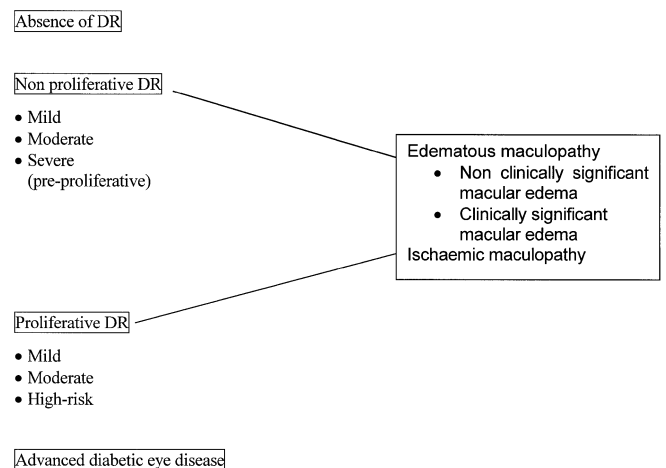 Absence of DR
Non proliferative DR
• Mild
• Moderate
• Severe
(pre-proliferative)
Edematous maculopathy
• Non clinically significant
macular edema
• Clinically significant
macular edema
Ischaemic maculopathy
Proliferative DR
• Mild
• Moderate
• High-risk
Advanced diabetic eye disease